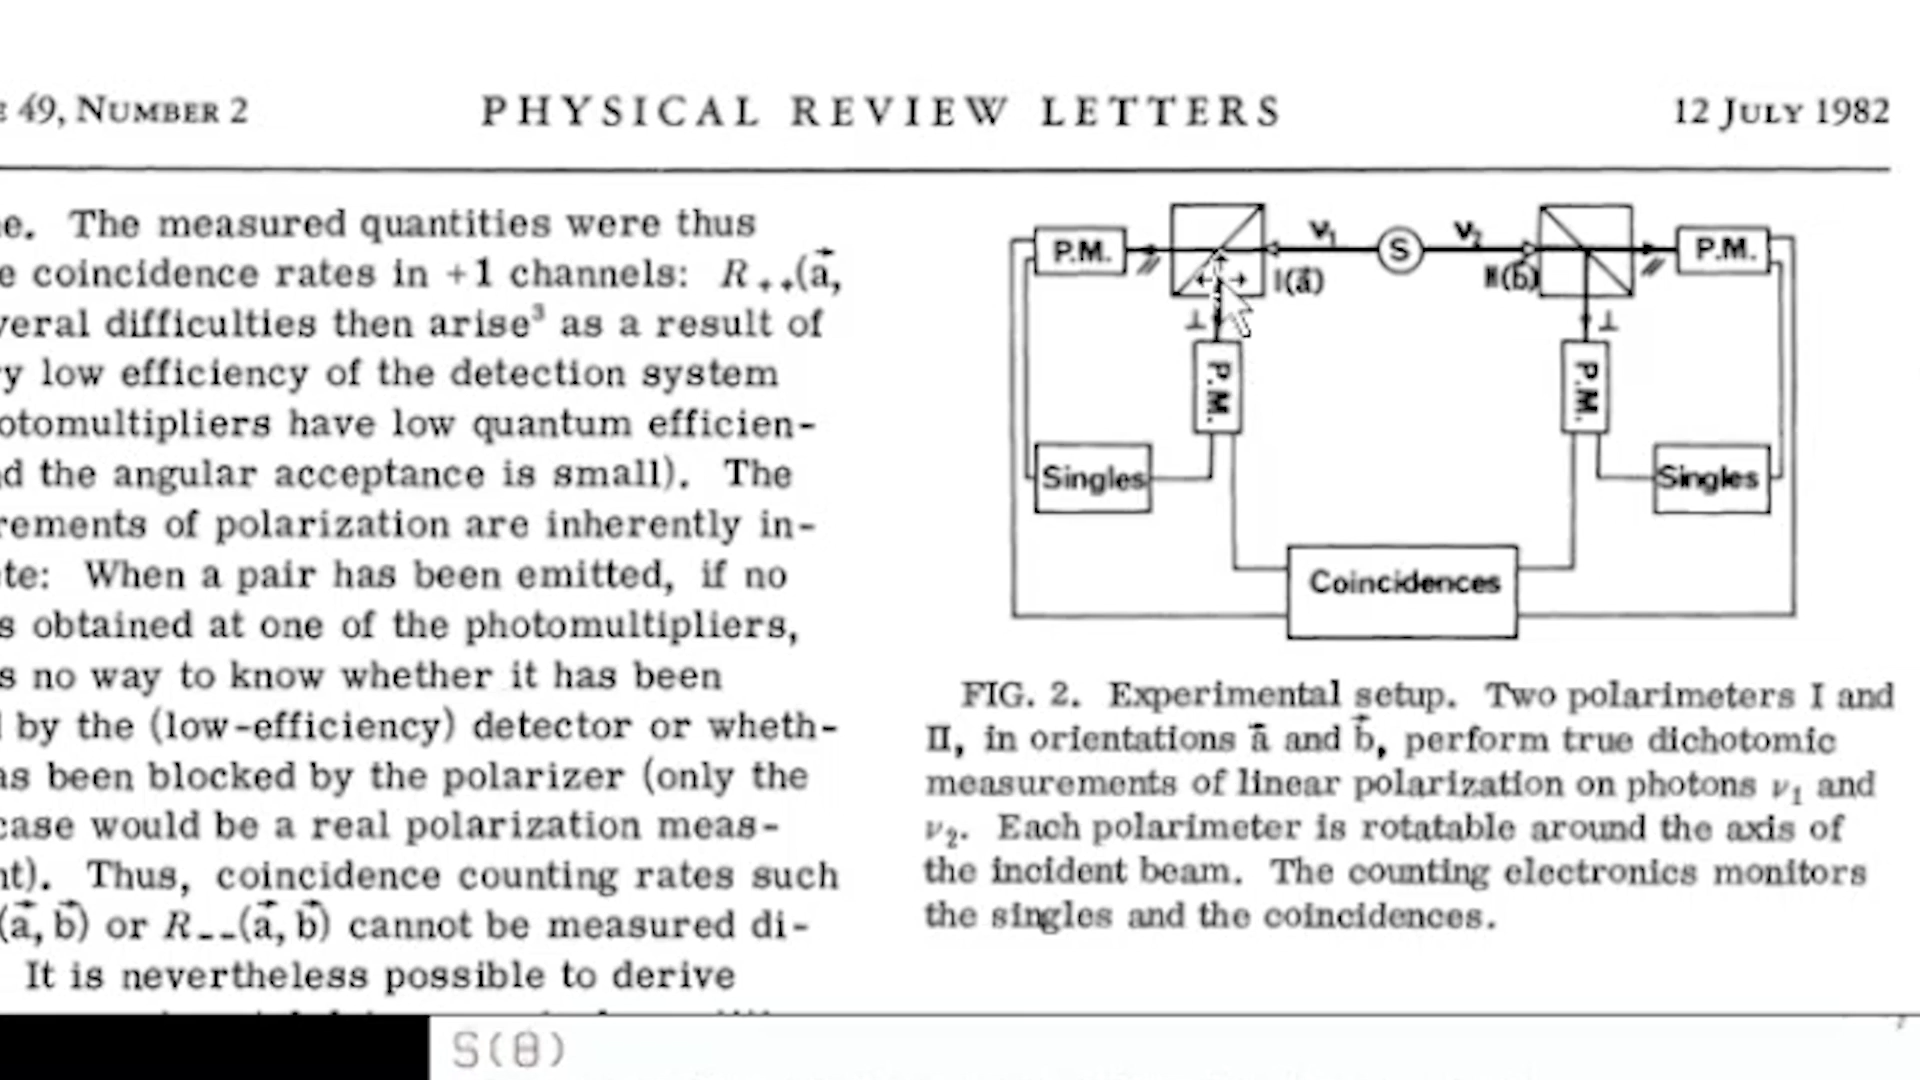 49, NUMBER 2
PHYSICAL REVIEW LETTERS
12 JULY 1982
The measured quantities were thus
coincidence rates in +1 channels: R₊₊(a⃗,
difficulties then arise³ as a result of
low efficiency of the detection system
have low quantum efficien-
the angular acceptance is small). The
of polarization are inherently in-
When a pair has been emitted, if no
obtained at one of the photomultipliers,
no way to know whether it has been
by the (low-efficiency) detector or wheth-
been blocked by the polarizer (only the
case would be a real polarization meas-
Thus, coincidence counting rates such
(a⃗, b⃗) or R₋₋(a⃗, b⃗) cannot be measured di-
It is nevertheless possible to derive
P.M.
ν₁
S
ν₂
P.M.
//
I(a⃗)
II(b⃗)
//
⊥
⊥
P.M.
P.M.
Singles
Singles
Coincidences
FIG. 2. Experimental setup. Two polarimeters I and
II, in orientations a⃗ and b⃗, perform true dichotomic
measurements of linear polarization on photons ν₁ and
ν₂. Each polarimeter is rotatable around the axis of
the incident beam. The counting electronics monitors
the singles and the coincidences.
S(θ)